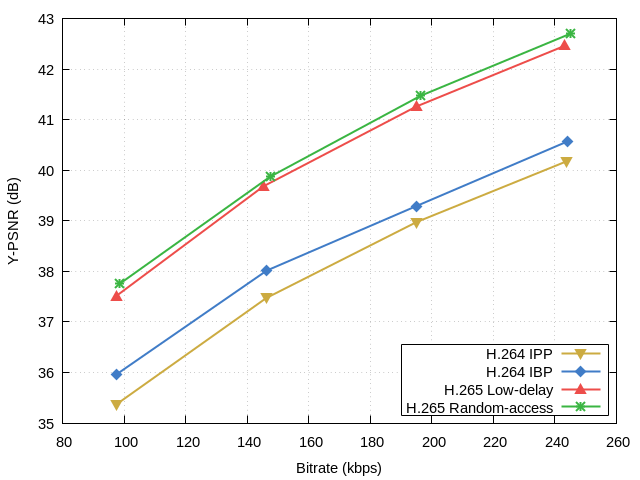 43
42
41
40
39
38
37
36
35
Y-PSNR (dB)
H.264 IPP
H.264 IBP
H.265 Low-delay
H.265 Random-access
80 100 120 140 160 180 200 220 240 260
Bitrate (kbps)